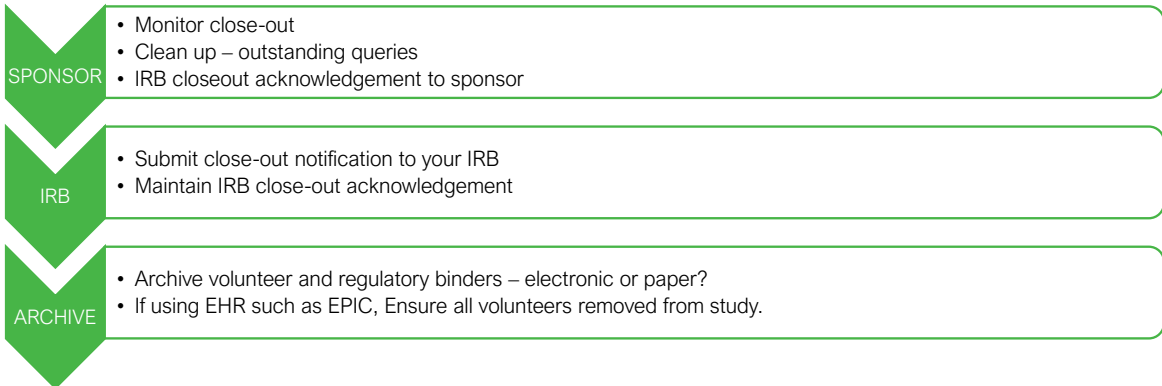 SPONSOR
• Monitor close-out
• Clean up – outstanding queries
• IRB closeout acknowledgement to sponsor
IRB
• Submit close-out notification to your IRB
• Maintain IRB close-out acknowledgement
ARCHIVE
• Archive volunteer and regulatory binders – electronic or paper?
• If using EHR such as EPIC, Ensure all volunteers removed from study.